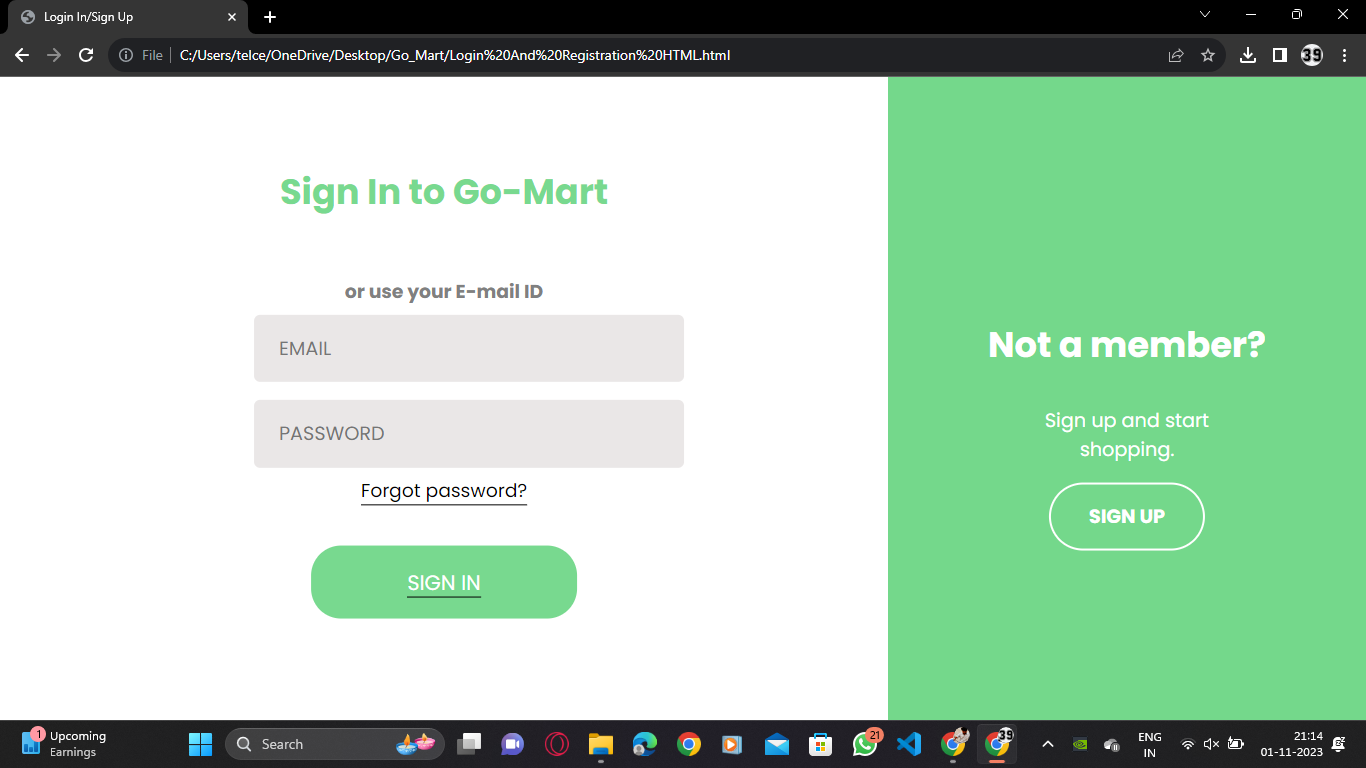 Login In/Sign Up
File
C:/Users/telce/OneDrive/Desktop/Go_Mart/Login%20And%20Registration%20HTML.html
39
Sign In to Go-Mart
or use your E-mail ID
EMAIL
PASSWORD
Forgot password?
SIGN IN
Not a member?
Sign up and start
shopping.
SIGN UP
1
Upcoming
Earnings
Search
21
39
ENG
IN
21:14
01-11-2023